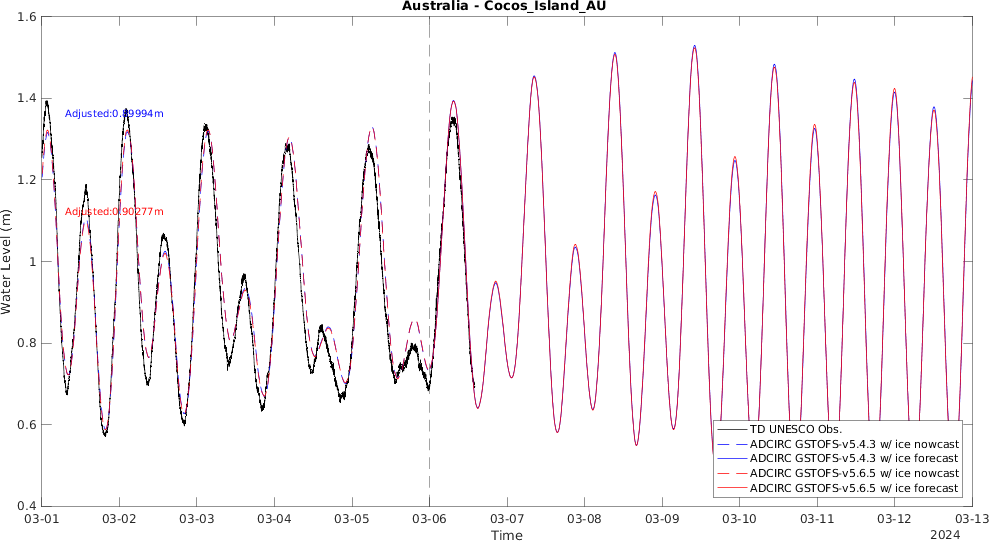 Australia - Cocos_Island_AU
1.6
1.4
1.2
1
0.8
0.6
0.4
Water Level (m)
Adjusted:0.89994m
Adjusted:0.90277m
TD UNESCO Obs.
ADCIRC GSTOFS-v5.4.3 w/ ice nowcast
ADCIRC GSTOFS-v5.4.3 w/ ice forecast
ADCIRC GSTOFS-v5.6.5 w/ ice nowcast
ADCIRC GSTOFS-v5.6.5 w/ ice forecast
03-01 03-02 03-03 03-04 03-05 03-06 03-07 03-08 03-09 03-10 03-11 03-12 03-13
Time
2024